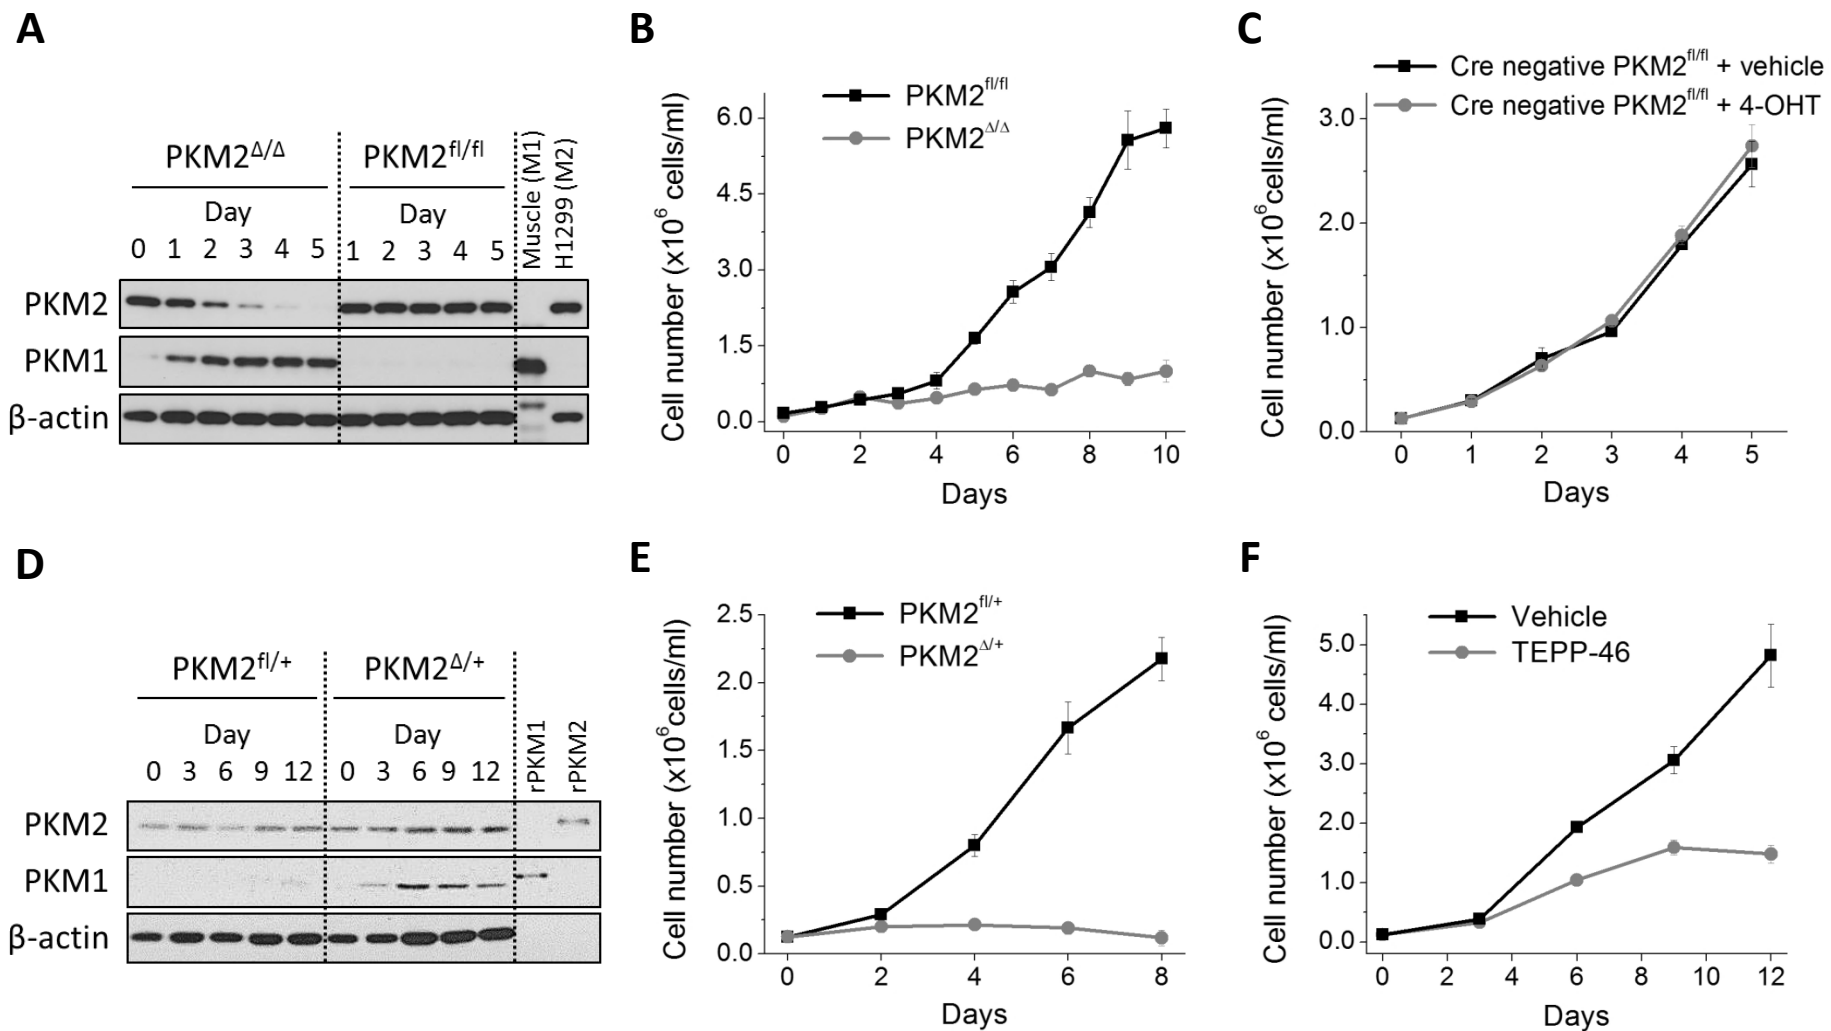 A
PKM2Δ/Δ
PKM2fl/fl
Muscle (M1)
H1299 (M2)
Day
Day
0 1 2 3 4 5
1 2 3 4 5
PKM2
PKM1
β-actin
B
PKM2fl/fl
PKM2Δ/Δ
Cell number (x10^6 cells/ml)
6.0
4.5
3.0
1.5
0.0
0 2 4 6 8 10
Days
C
Cre negative PKM2fl/fl + vehicle
Cre negative PKM2fl/fl + 4-OHT
Cell number (x10^6cells/ml)
3.0
2.0
1.0
0.0
0 1 2 3 4 5
Days
D
PKM2fl/+
PKM2Δ/+
rPKM1
rPKM2
Day
Day
0 3 6 9 12
0 3 6 9 12
PKM2
PKM1
β-actin
E
PKM2fl/+
PKM2Δ/+
Cell number (x10^6cells/ml)
2.5
2.0
1.5
1.0
0.5
0.0
0 2 4 6 8
Days
F
Vehicle
TEPP-46
Cell number (x10^6 cells/ml)
5.0
4.0
3.0
2.0
1.0
0.0
0 2 4 6 8 10 12
Days